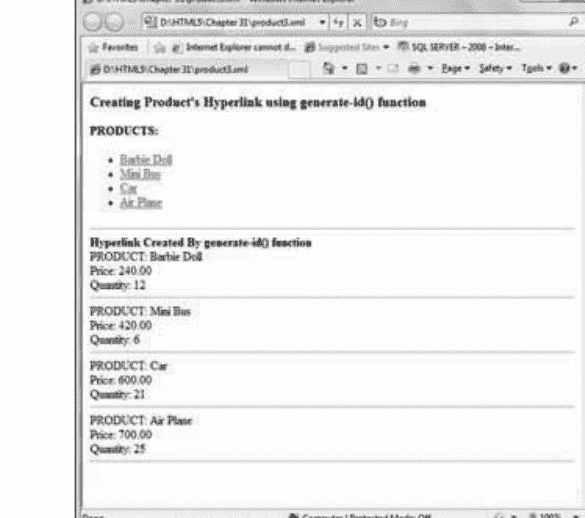 D:\HTML5\Chapter 31\product3.xml
Bing
Favorites Internet Explorer cannot d... Suggested Sites SQL SERVER - 2008 - Inter...
D:\HTML5\Chapter 31\product3.xml Page Safety Tools
Creating Product's Hyperlink using generate-id() function
PRODUCTS:
• Barbie Doll
• Mini Bus
• Car
• Air Plane
Hyperlink Created By generate-id() function
PRODUCT: Barbie Doll
Price: 240.00
Quantity: 12
PRODUCT: Mini Bus
Price: 420.00
Quantity: 6
PRODUCT: Car
Price: 600.00
Quantity: 21
PRODUCT: Air Plane
Price: 700.00
Quantity: 25
Done Computer | Protected Mode: Off 100%